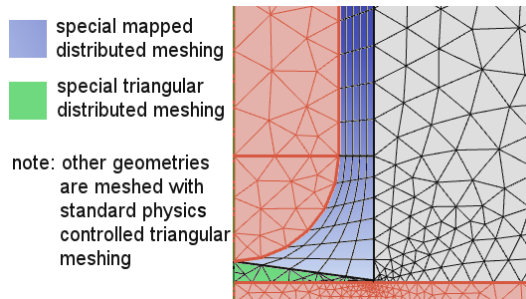 special mapped
distributed meshing
special triangular
distributed meshing
note: other geometries
are meshed with
standard physics
controlled triangular
meshing